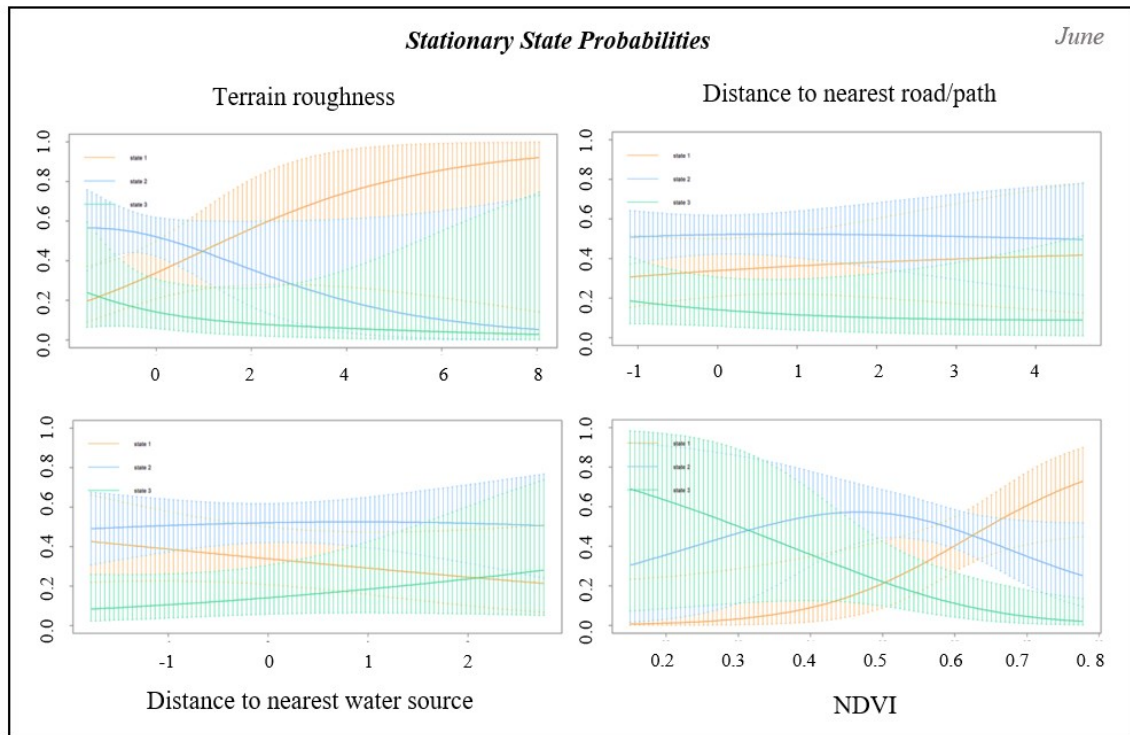 Stationary State Probabilities
June
Terrain roughness
Distance to nearest road/path
1.0
0.8
0.6
0.4
0.2
0.0
state 1
state 2
state 3
0 2 4 6 8
1.0
0.8
0.6
0.4
0.2
0.0
state 1
state 2
state 3
-1 0 1 2 3 4
1.0
0.8
0.6
0.4
0.2
0.0
state 1
state 2
state 3
-1 0 1 2
Distance to nearest water source
1.0
0.8
0.6
0.4
0.2
0.0
state 1
state 2
state 3
0.2 0.3 0.4 0.5 0.6 0.7 0. 8
NDVI